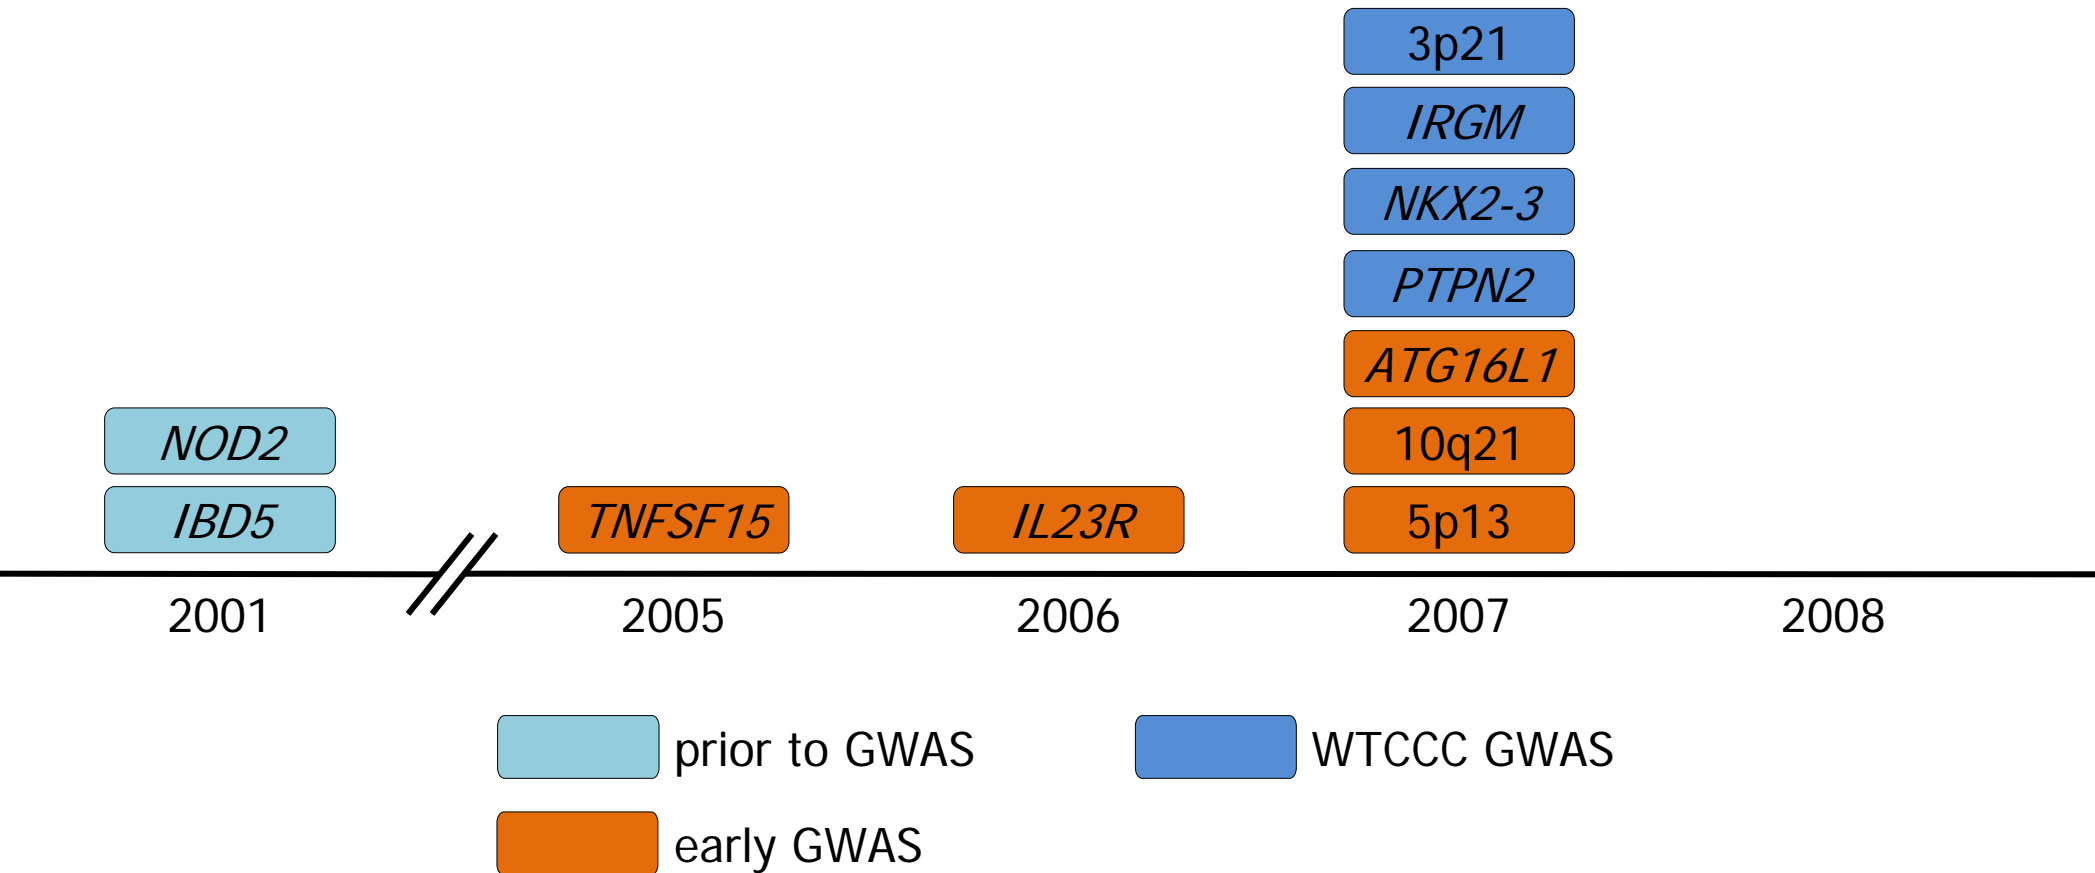 3p21
IRGM
NKX2-3
PTPN2
ATG16L1
NOD2
10q21
IBD5
TNFSF15
IL23R
5p13
2001
2005
2006
2007
2008
prior to GWAS
WTCCC GWAS
early GWAS